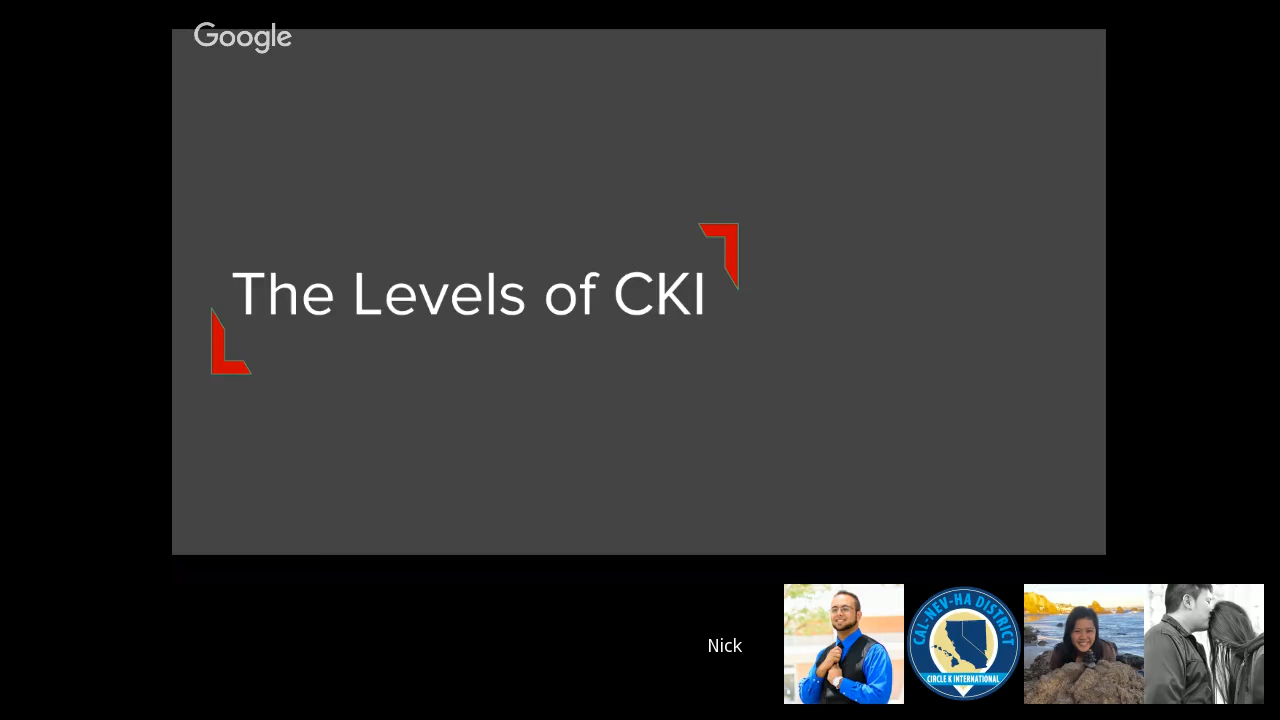 Google
The Levels of CKI
Nick
CAL-NEV-HA DISTRICT
CIRCLE K INTERNATIONAL